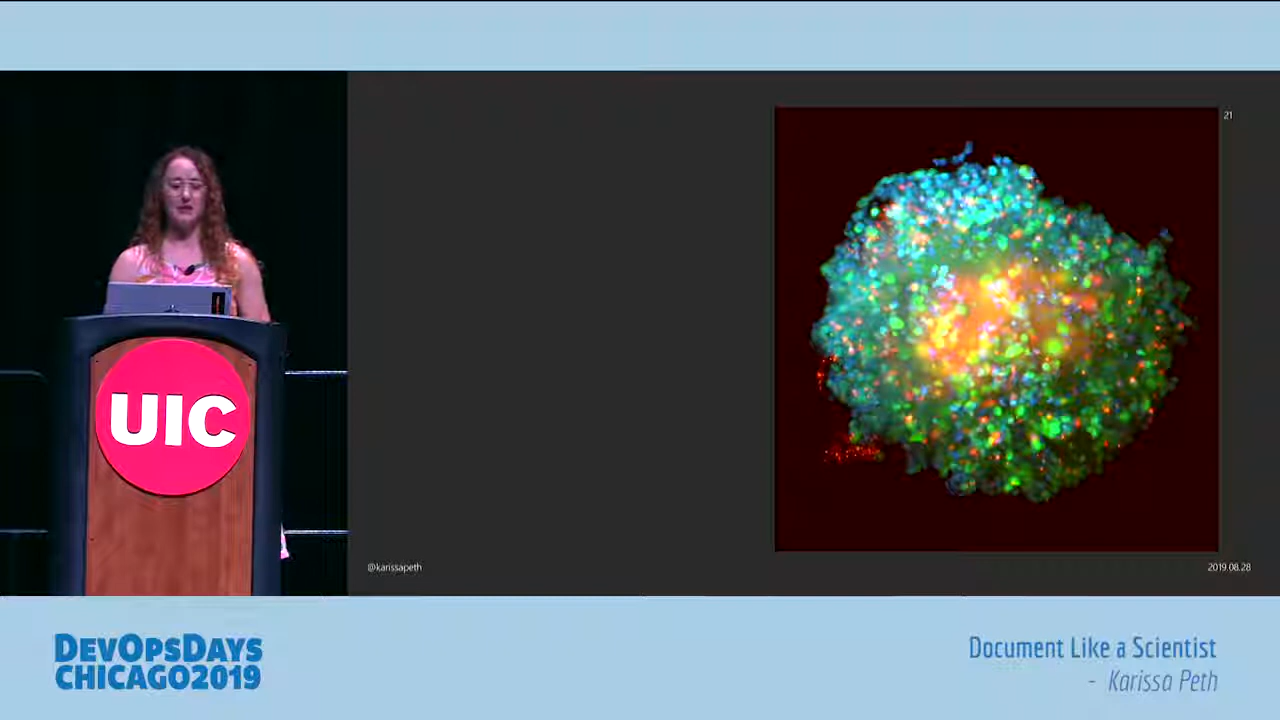 21
UIC
@karissapeth
2019.08.28
DevOpsDays
CHICAGO2019
Document Like a Scientist
- Karissa Peth